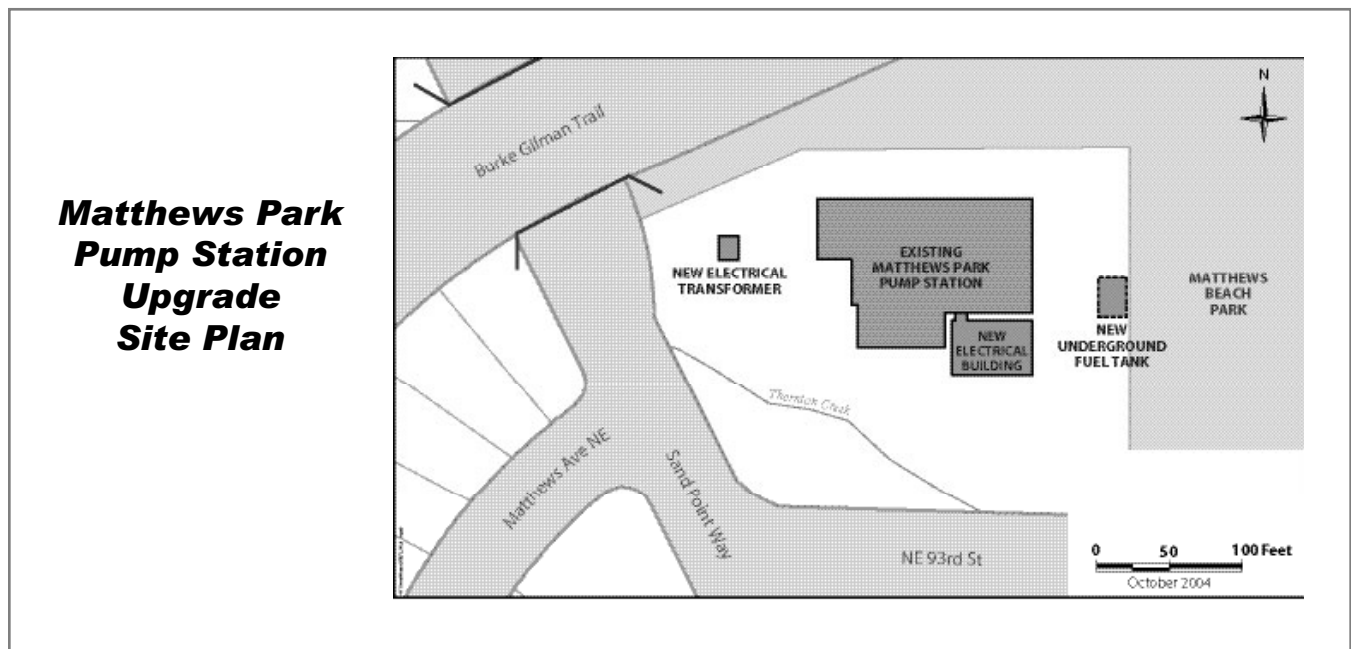 Matthews Park
Pump Station
Upgrade
Site Plan
N
Burke Gilman Trail
EXISTING
MATTHEWS PARK
PUMP STATION
NEW ELECTRICAL
TRANSFORMER
MATTHEWS
BEACH
PARK
NEW
UNDERGROUND
FUEL TANK
NEW
ELECTRICAL
BUILDING
Thornton Creek
Matthews Ave NE
Sand Point Way
NE 93rd St
0 50 100 Feet
October 2004